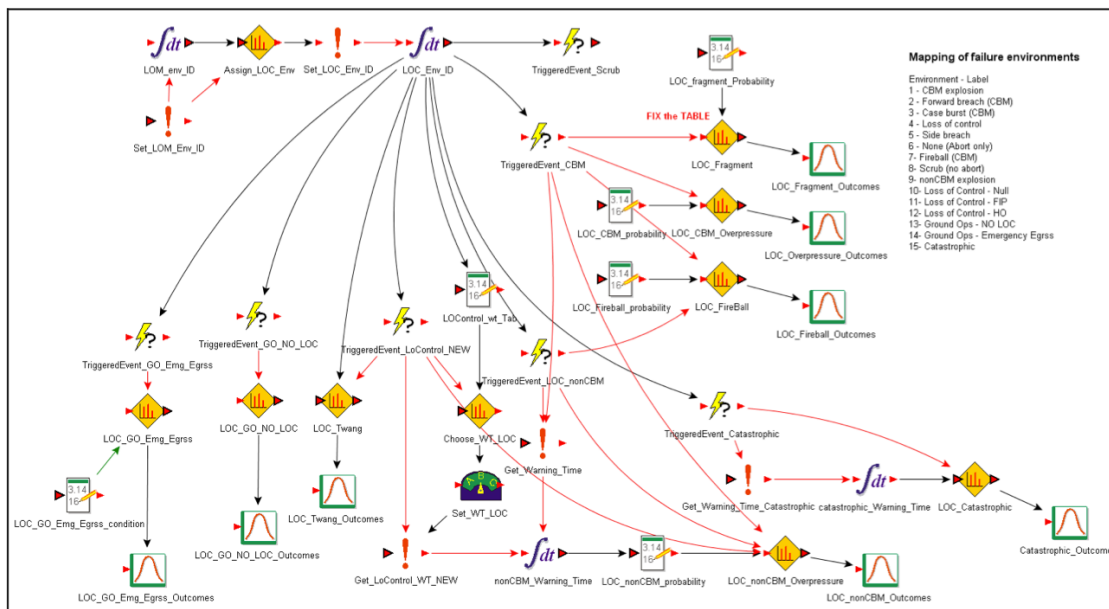 LOM_env_ID
Assign_LOC_Env
Set_LOC_Env_ID
LOC_Env_ID
TriggeredEvent_Scrub
Set_LOM_Env_ID
3.14
16
LOC_fragment_Probability
FIX the TABLE
TriggeredEvent_CBM
LOC_Fragment
LOC_Fragment_Outcomes
3.14
16
LOC_CBM_probability
LOC_CBM_Overpressure
LOC_Overpressure_Outcomes
3.14
16
LOC_Fireball_probability
LOC_FireBall
LOC_Fireball_Outcomes
Mapping of failure environments
Environment - Label
1 - CBM explosion
2 - Forward breach (CBM)
3 - Case burst (CBM)
4 - Loss of control
5 - Side breach
6 - None (Abort only)
7 - Fireball (CBM)
8- Scrub (no abort)
9- nonCBM explosion
10- Loss of Control - Null
11- Loss of Control - FIP
12- Loss of Control - HO
13- Ground Ops - NO LOC
14- Ground Ops - Emergency Egrss
15- Catastrophic
3.14
16
LOControl_wt_Tab
TriggeredEvent_GO_Emg_Egrss
TriggeredEvent_GO_NO_LOC
TriggeredEvent_LoControl_NEW
TriggeredEvent_LOC_nonCBM
TriggeredEvent_Catastrophic
LOC_GO_Emg_Egrss
LOC_GO_NO_LOC
LOC_Twang
Choose_WT_LOC
Get_Warning_Time
3.14
16
LOC_GO_Emg_Egrss_condition
LOC_GO_NO_LOC_Outcomes
LOC_Twang_Outcomes
A B C
Set_WT_LOC
Get_Warning_Time_Catastrophic
catastrophic_Warning_Time
LOC_Catastrophic
Catastrophic_Outcome
LOC_GO_Emg_Egrss_Outcomes
Get_LoControl_WT_NEW
nonCBM_Warning_Time
3.14
16
LOC_nonCBM_probability
LOC_nonCBM_Overpressure
LOC_nonCBM_Outcomes